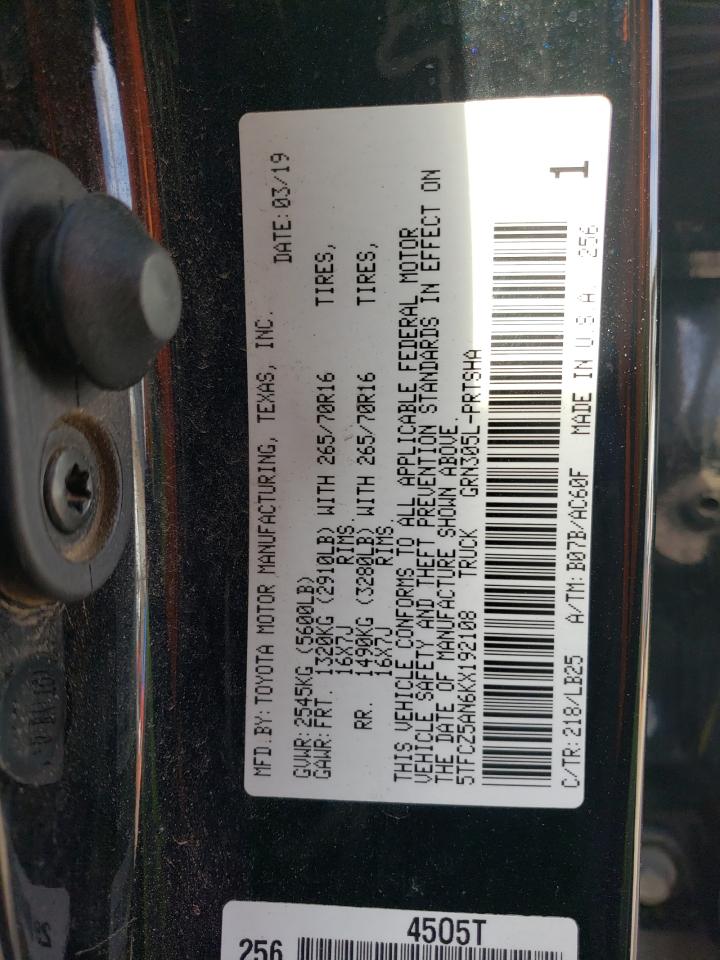 MFD.BY:TOYOTA MOTOR MANUFACTURING, TEXAS, INC.
DATE:03/19
GVWR:2545KG (5600LB)
GAWR:FRT. 1320KG (2910LB) WITH 265/70R16 TIRES,
16X7J RIMS.
RR. 1490KG (3280LB) WITH 265/70R16 TIRES,
16X7J RIMS.
THIS VEHICLE CONFORMS TO ALL APPLICABLE FEDERAL MOTOR
VEHICLE SAFETY AND THEFT PREVENTION STANDARDS IN EFFECT ON
THE DATE OF MANUFACTURE SHOWN ABOVE.
5TFC25AN6KX192108 TRUCK GRN305L-PRTSHA
1
C/TR:218/LB25 A/TM:B07B/AC60F MADE IN U.S.A. 256
4505T
256